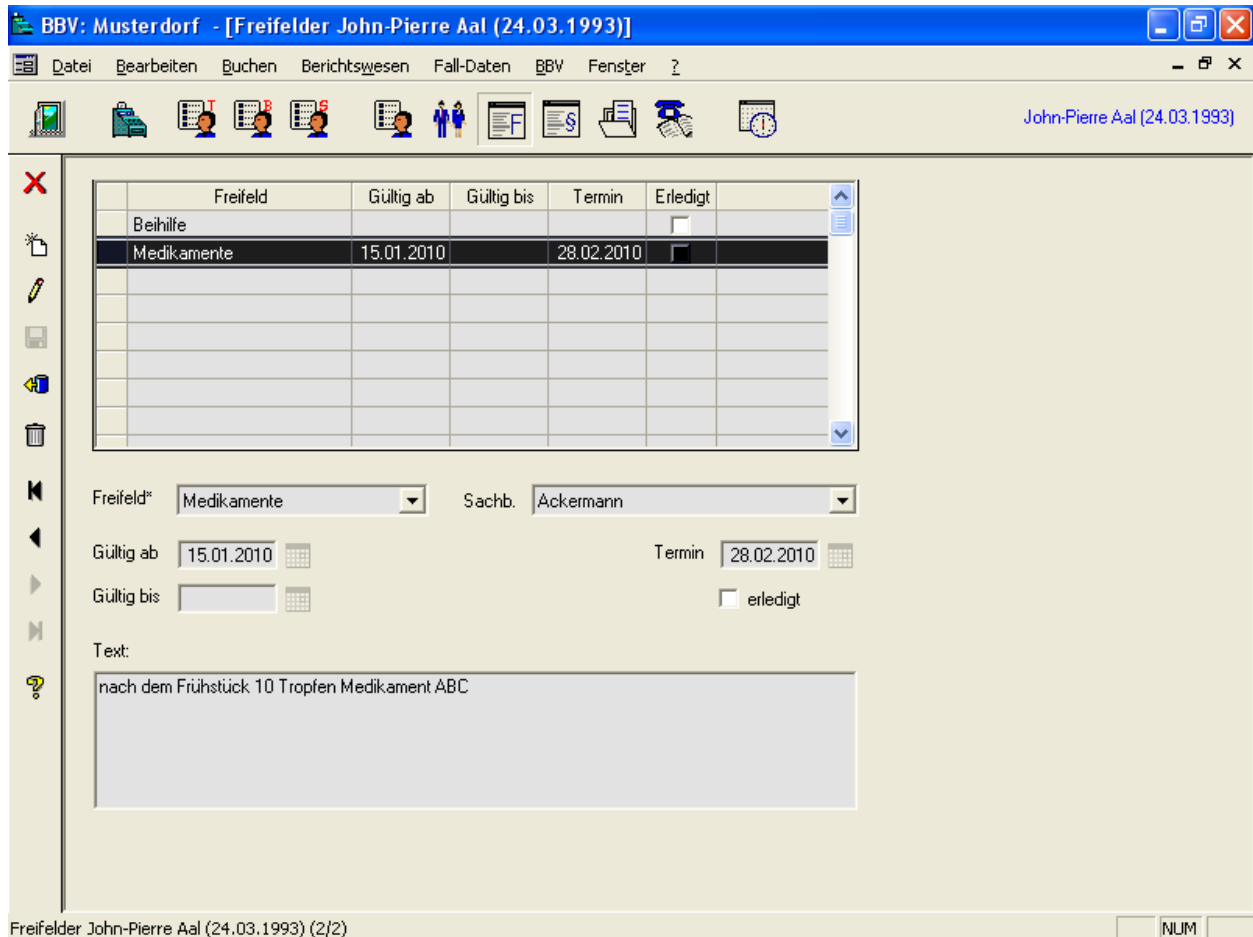 BBV: Musterdorf - [Freifelder John-Pierre Aal (24.03.1993)]
Datei Bearbeiten Buchen Berichtswesen Fall-Daten BBV Fenster ?
T B S F § John-Pierre Aal (24.03.1993)
Freifeld Gültig ab Gültig bis Termin Erledigt
Beihilfe
Medikamente 15.01.2010 28.02.2010
Freifeld* Medikamente Sachb. Ackermann
Gültig ab 15.01.2010 Termin 28.02.2010
Gültig bis erledigt
Text:
nach dem Frühstück 10 Tropfen Medikament ABC
Freifelder John-Pierre Aal (24.03.1993) (2/2) NUM